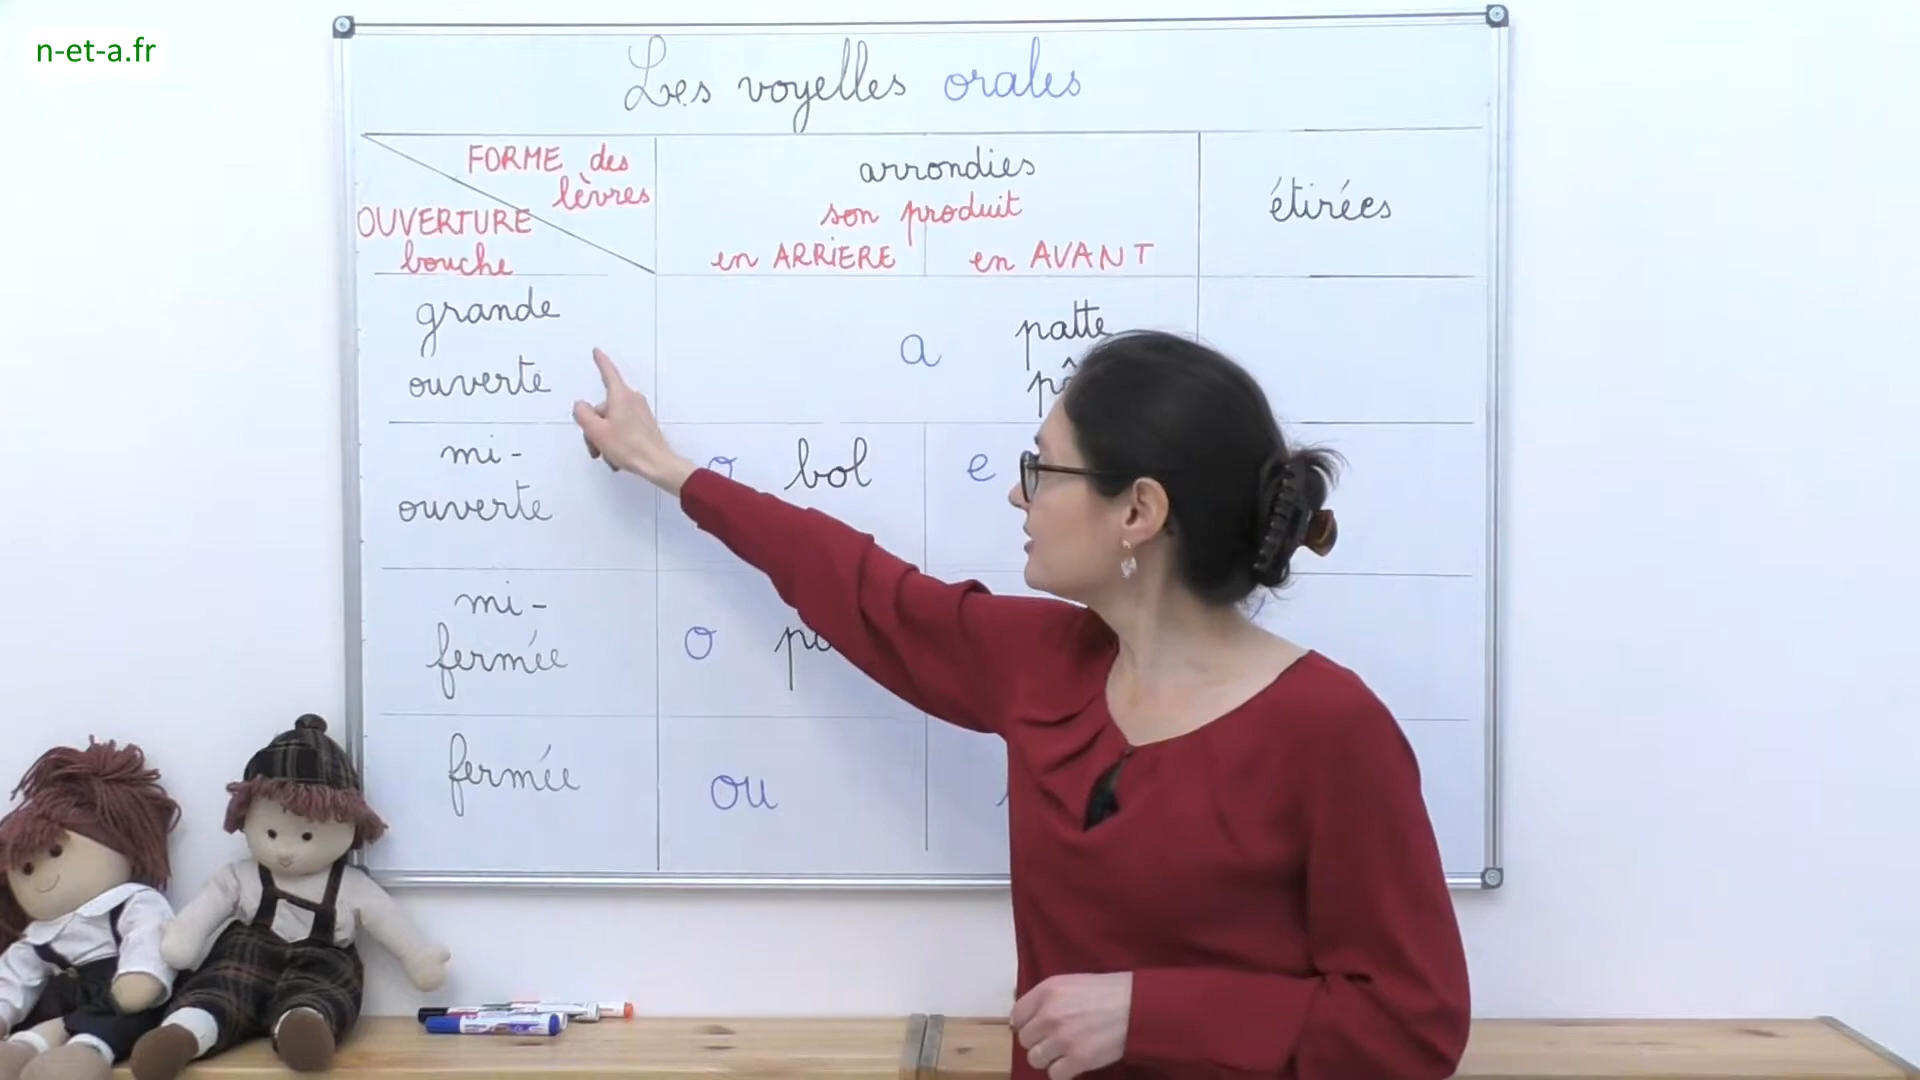 n-et-a.fr
Les voyelles orales
FORME des
lèvres
OUVERTURE
bouche
arrondies
son produit
en ARRIERE
en AVANT
étirées
grande
ouverte
a
patte
mi-
ouverte
o bol
e
mi-
fermée
o
fermée
ou